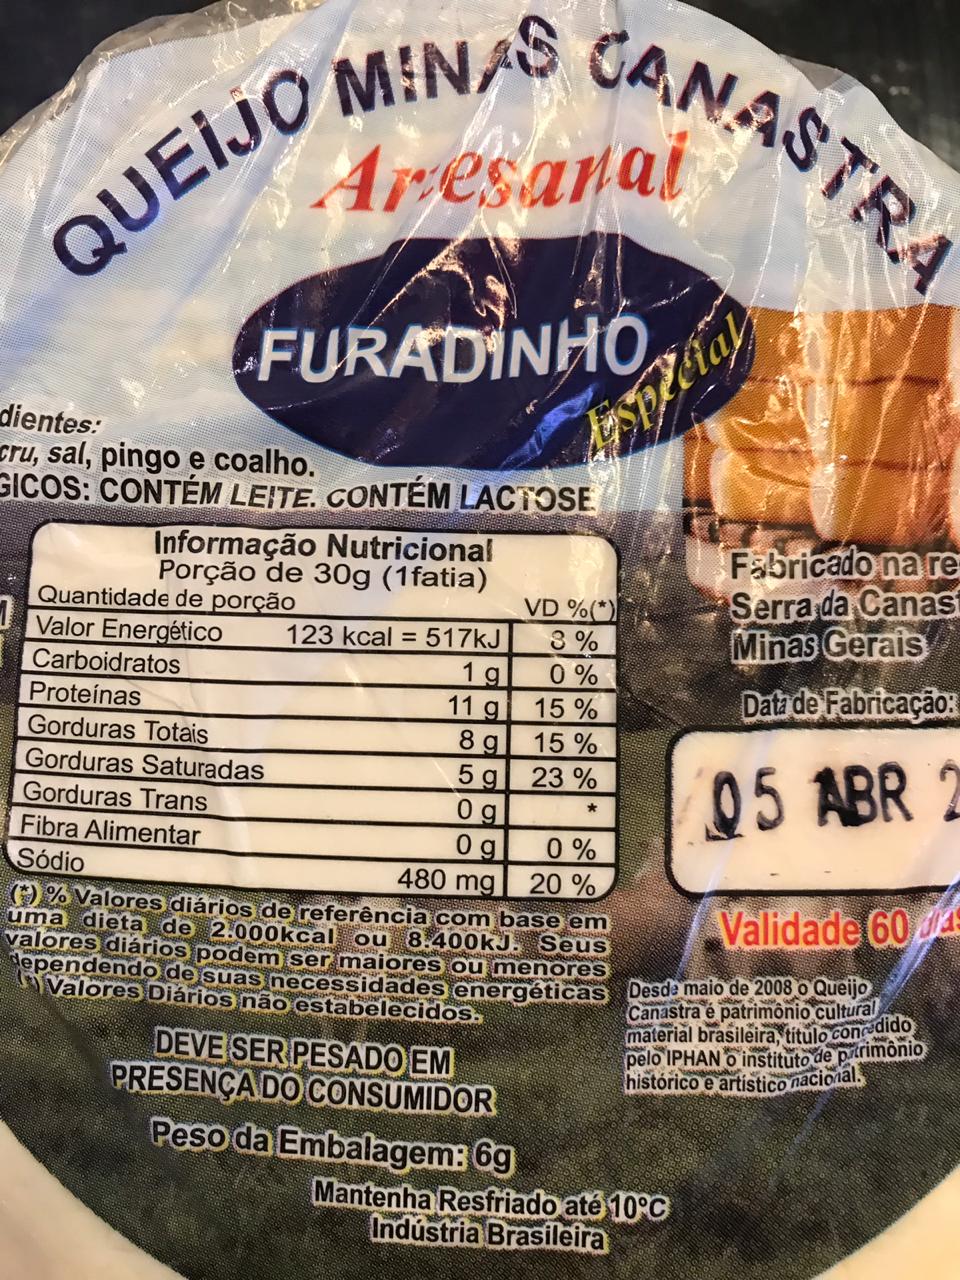 QUEIJO MINAS CANASTRA
Artesanal
FURADINHO
Especial
dientes:
cru, sal, pingo e coalho.
GICOS: CONTÉM LEITE. CONTÉM LACTOSE
Informação Nutricional
Porção de 30g (1fatia)
Quantidade de porção VD %(*)
Valor Energético 123 kcal = 517kJ 8 %
Carboidratos 1 g 0 %
Proteínas 11 g 15 %
Gorduras Totais 8 g 15 %
Gorduras Saturadas 5 g 23 %
Gorduras Trans 0 g *
Fibra Alimentar 0 g 0 %
Sódio 480 mg 20 %
(*) % Valores diários de referência com base em
uma dieta de 2.000kcal ou 8.400kJ. Seus
valores diários podem ser maiores ou menores
dependendo de suas necessidades energéticas
(*) Valores Diários não estabelecidos.
DEVE SER PESADO EM
PRESENÇA DO CONSUMIDOR
Peso da Embalagem: 6g
Mantenha Resfriado até 10°C
Indústria Brasileira
Fabricado na re
Serra da Canast
Minas Gerais
Data de Fabricação:
05 ABR 2
Validade 60 dias
Desde maio de 2008 o Queijo
Canastra é patrimônio cultural
material brasileira, título concedido
pelo IPHAN o instituto de patrimônio
histórico e artístico nacional.